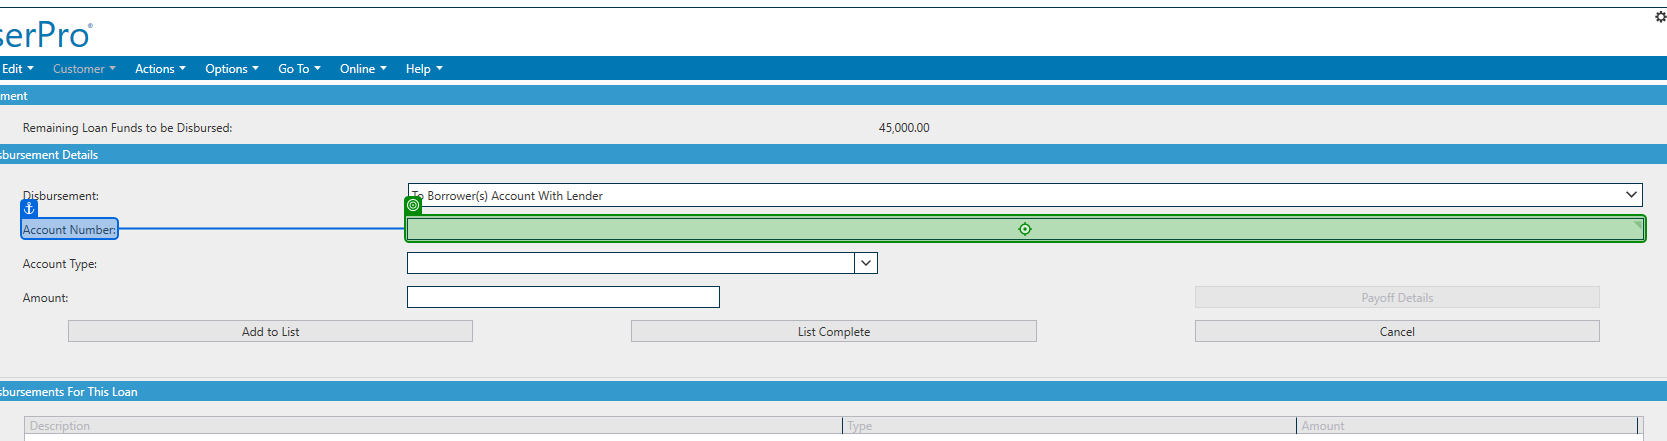 serPro®
Edit Customer Actions Options Go To Online Help
ment
Remaining Loan Funds to be Disbursed: 45,000.00
sbursement Details
Disbursement: To Borrower(s) Account With Lender
Account Number:
Account Type:
Amount: Payoff Details
Add to List List Complete Cancel
sbursements For This Loan
Description Type Amount